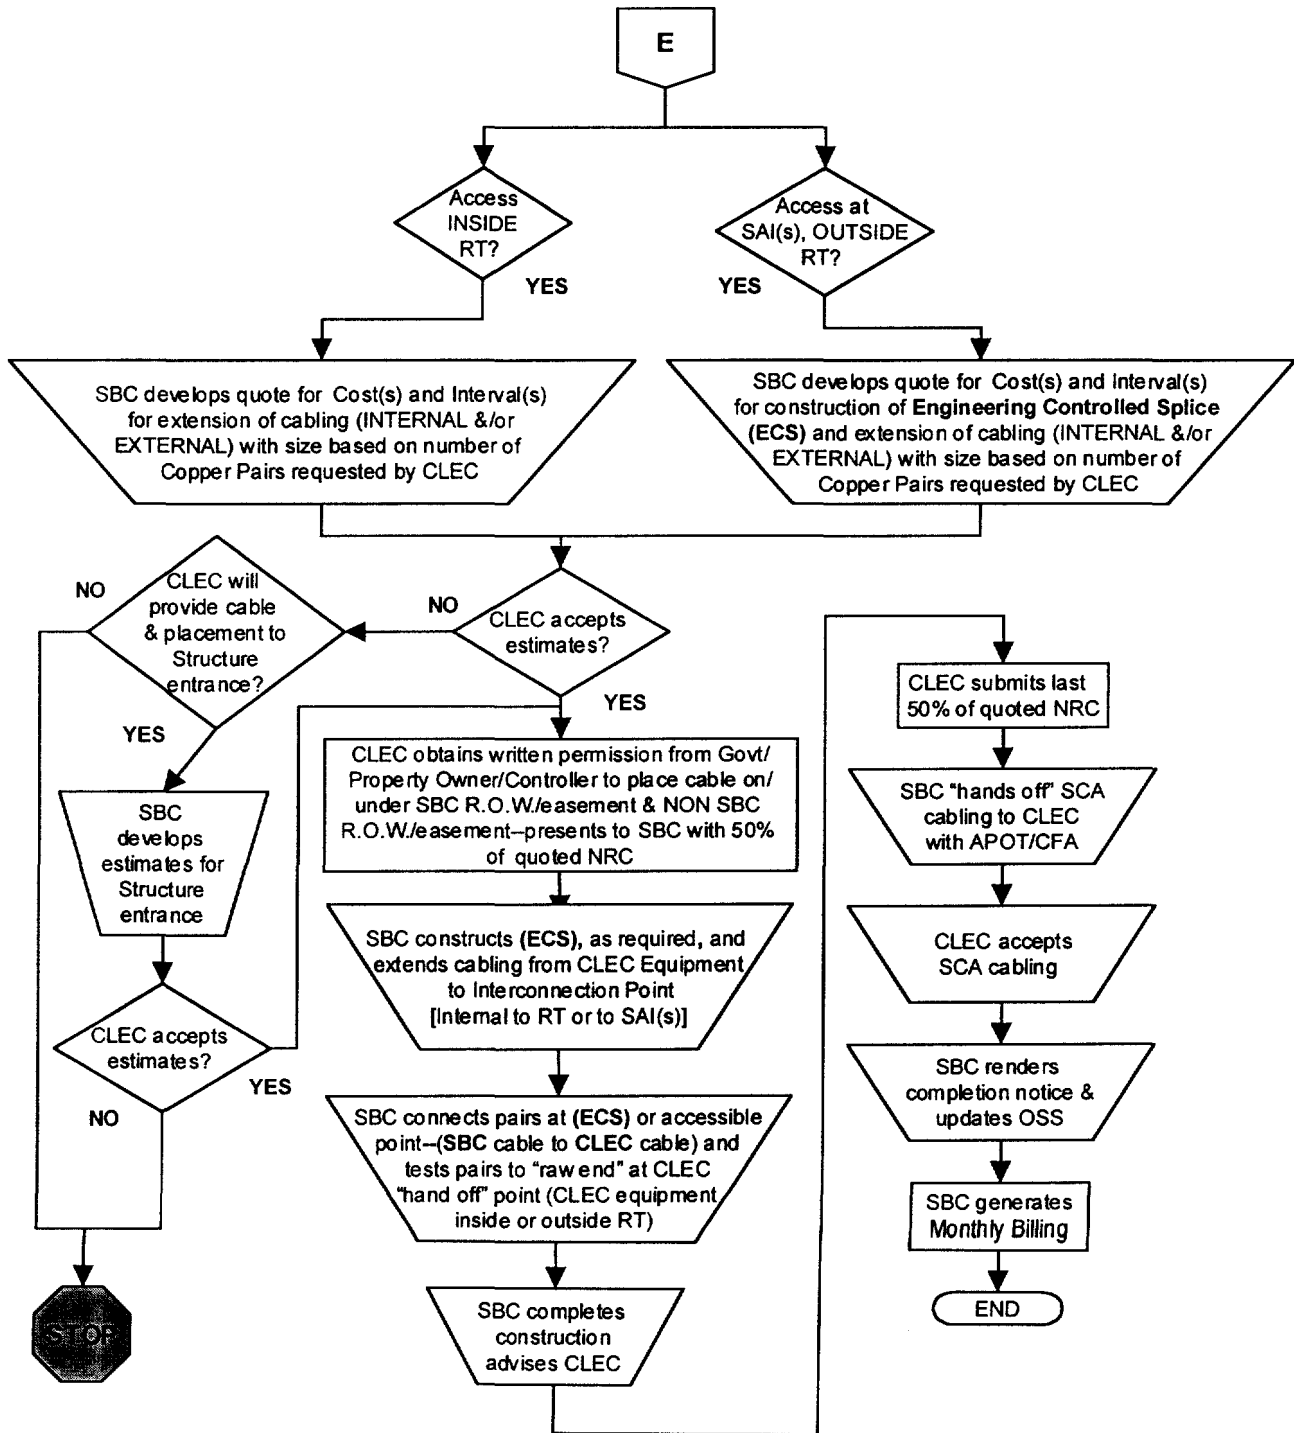 E
Access
INSIDE
RT?
YES
Access at
SAI(s), OUTSIDE
RT?
YES
SBC develops quote for Cost(s) and Interval(s)
for extension of cabling (INTERNAL &/or
EXTERNAL) with size based on number of
Copper Pairs requested by CLEC
SBC develops quote for Cost(s) and Interval(s)
for construction of Engineering Controlled Splice
(ECS) and extension of cabling (INTERNAL &/or
EXTERNAL) with size based on number of
Copper Pairs requested by CLEC
CLEC accepts
estimates?
NO
YES
CLEC will
provide cable
& placement to
Structure
entrance?
NO
YES
SBC
develops
estimates for
Structure
entrance
CLEC accepts
estimates?
YES
NO
STOP
CLEC obtains written permission from Govt/
Property Owner/Controller to place cable on/
under SBC R.O.W./easement & NON SBC
R.O.W./easement--presents to SBC with 50%
of quoted NRC
SBC constructs (ECS), as required, and
extends cabling from CLEC Equipment
to Interconnection Point
[Internal to RT or to SAI(s)]
SBC connects pairs at (ECS) or accessible
point--(SBC cable to CLEC cable) and
tests pairs to "raw end" at CLEC
"hand off" point (CLEC equipment
inside or outside RT)
SBC completes
construction
advises CLEC
CLEC submits last
50% of quoted NRC
SBC "hands off" SCA
cabling to CLEC
with APOT/CFA
CLEC accepts
SCA cabling
SBC renders
completion notice &
updates OSS
SBC generates
Monthly Billing
END